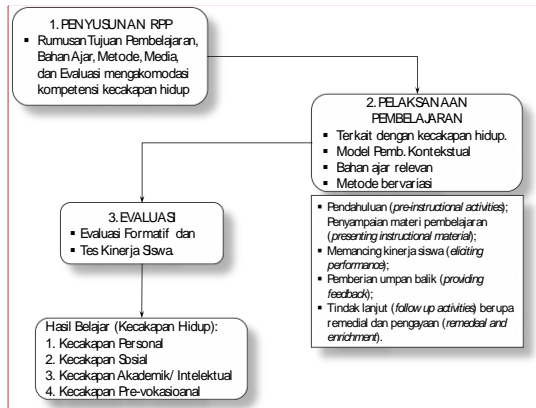 1. PENYUSUNAN RPP
▪ Rumusan Tujuan Pembelajaran,
Bahan Ajar, Metode, Media,
dan Evaluasi mengakomodasi
kompetensi kecakapan hidup
2. PELAKSANAAN
PEMBELAJARAN
▪ Terkait dengan kecakapan hidup.
▪ Model Pemb. Kontekstual
▪ Bahan ajar relevan
▪ Metode bervariasi
▪ Pendahuluan (pre-instructional activities);
Penyampaian materi pembelajaran
(presenting instructional material);
▪ Memancing kinerja siswa (eliciting
performance);
▪ Pemberian umpan balik (providing
feedback);
▪ Tindak lanjut (follow up activities) berupa
remedial dan pengayaan (remedeal and
enrichment).
3. EVALUASI
▪ Evaluasi Formatif dan
▪ Tes Kinerja Siswa.
Hasil Belajar (Kecakapan Hidup):
1. Kecakapan Personal
2. Kecakapan Sosial
3. Kecakapan Akademik/ Intelektual
4. Kecakapan Pre-vokasioanal